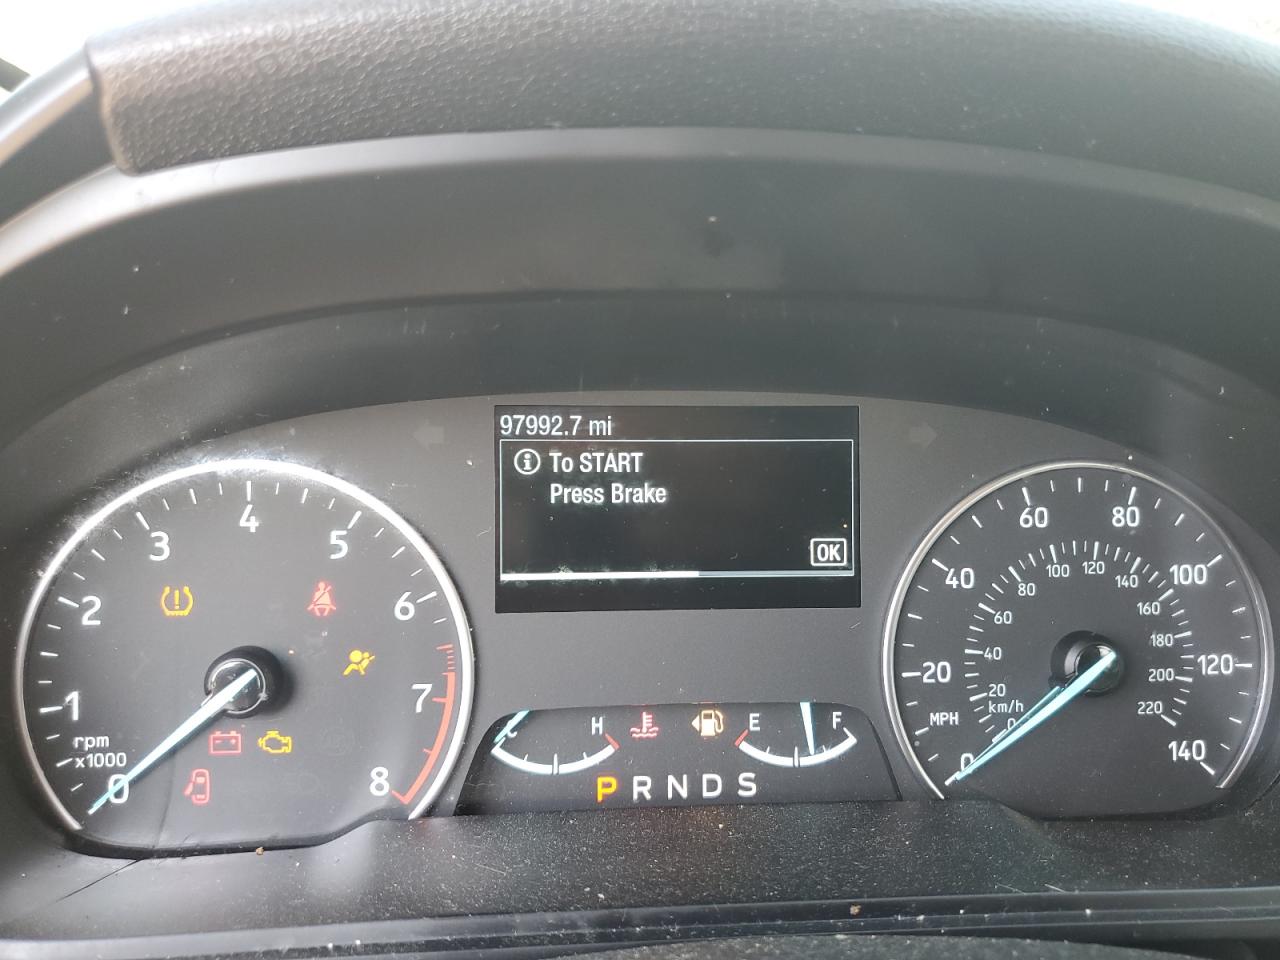 97992.7 mi
i To START
Press Brake
OK
0 1 2 3 4 5 6 7 8
rpm
x1000
H
E F
P R N D S
0 20 40 60 80 100 120 140
MPH
0 20 40 60 80 100 120 140 160 180 200 220
km/h